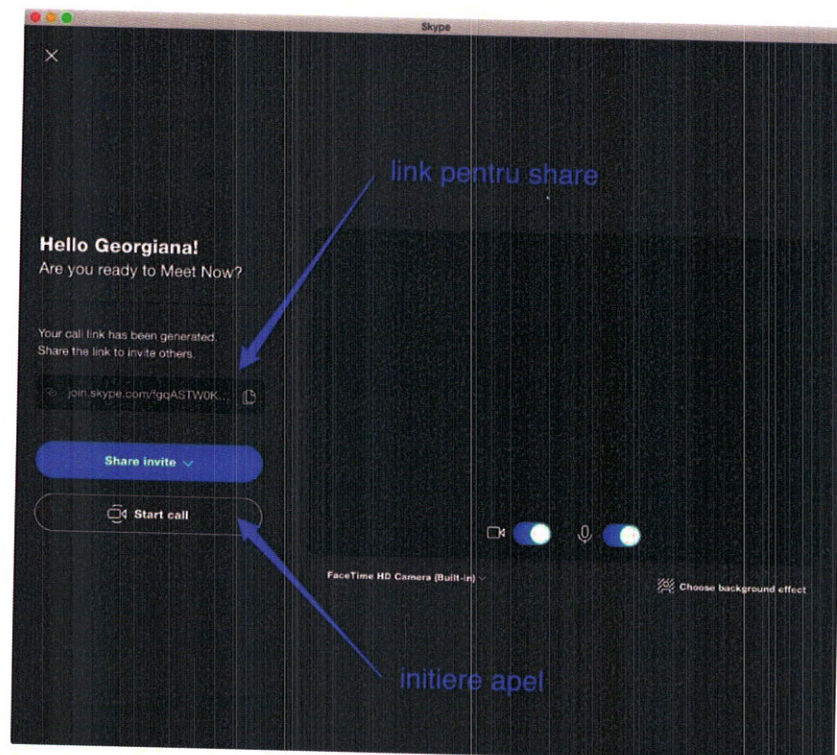 Skype
link pentru share
Hello Georgiana!
Are you ready to Meet Now?
Your call link has been generated.
Share the link to invite others.
join.skype.com/fgqASTW0K...
Share invite
Start call
FaceTime HD Camera (Built-in)
Choose background effect
initiere apel